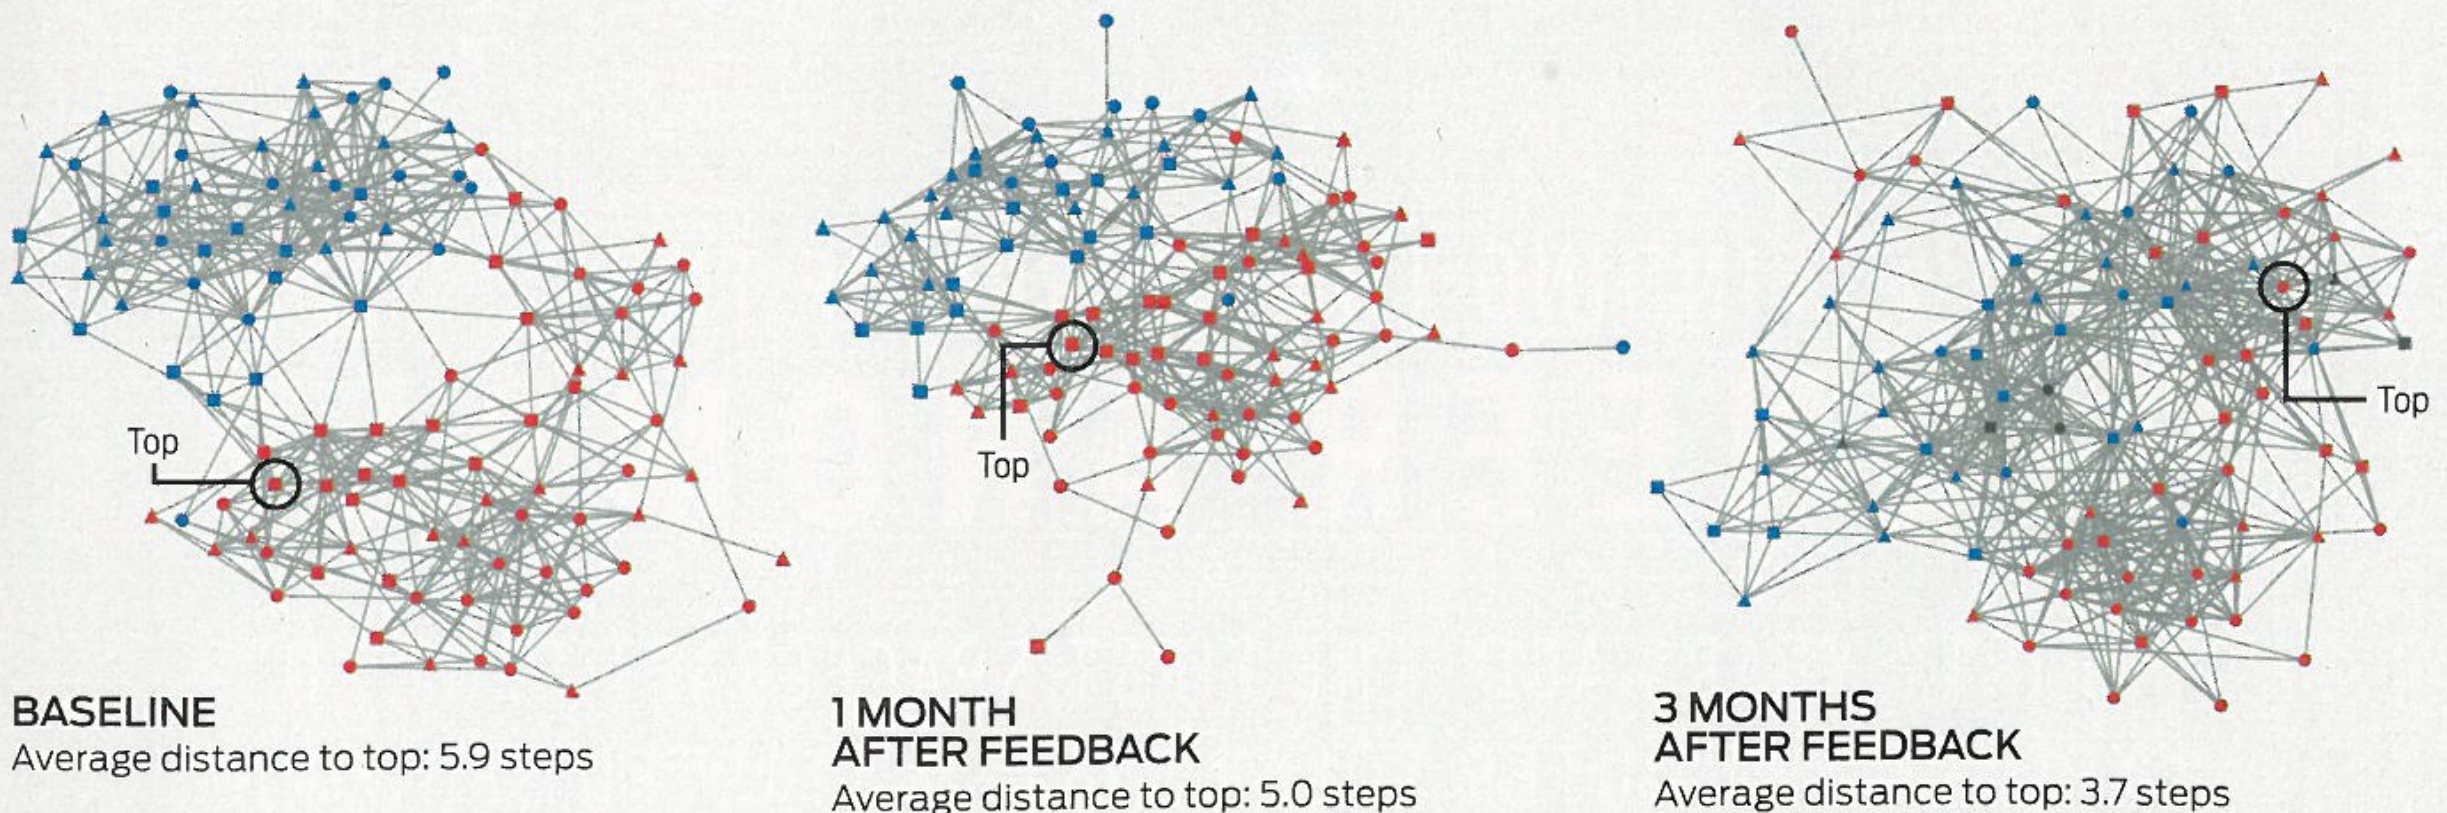 Top
BASELINE
Average distance to top: 5.9 steps
Top
1 MONTH
AFTER FEEDBACK
Average distance to top: 5.0 steps
Top
3 MONTHS
AFTER FEEDBACK
Average distance to top: 3.7 steps